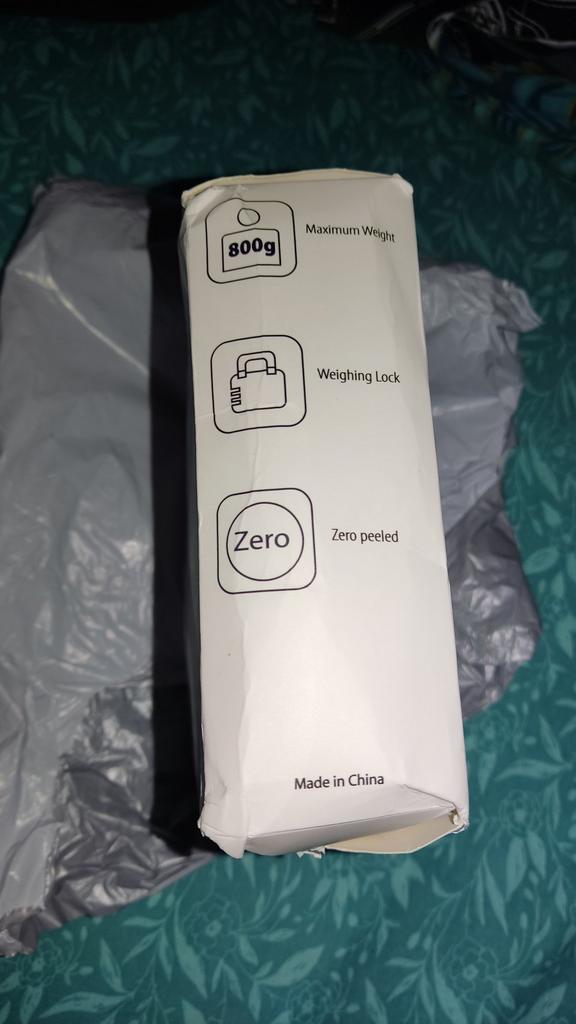 800g
Maximum Weight
Weighing Lock
Zero
Zero peeled
Made in China